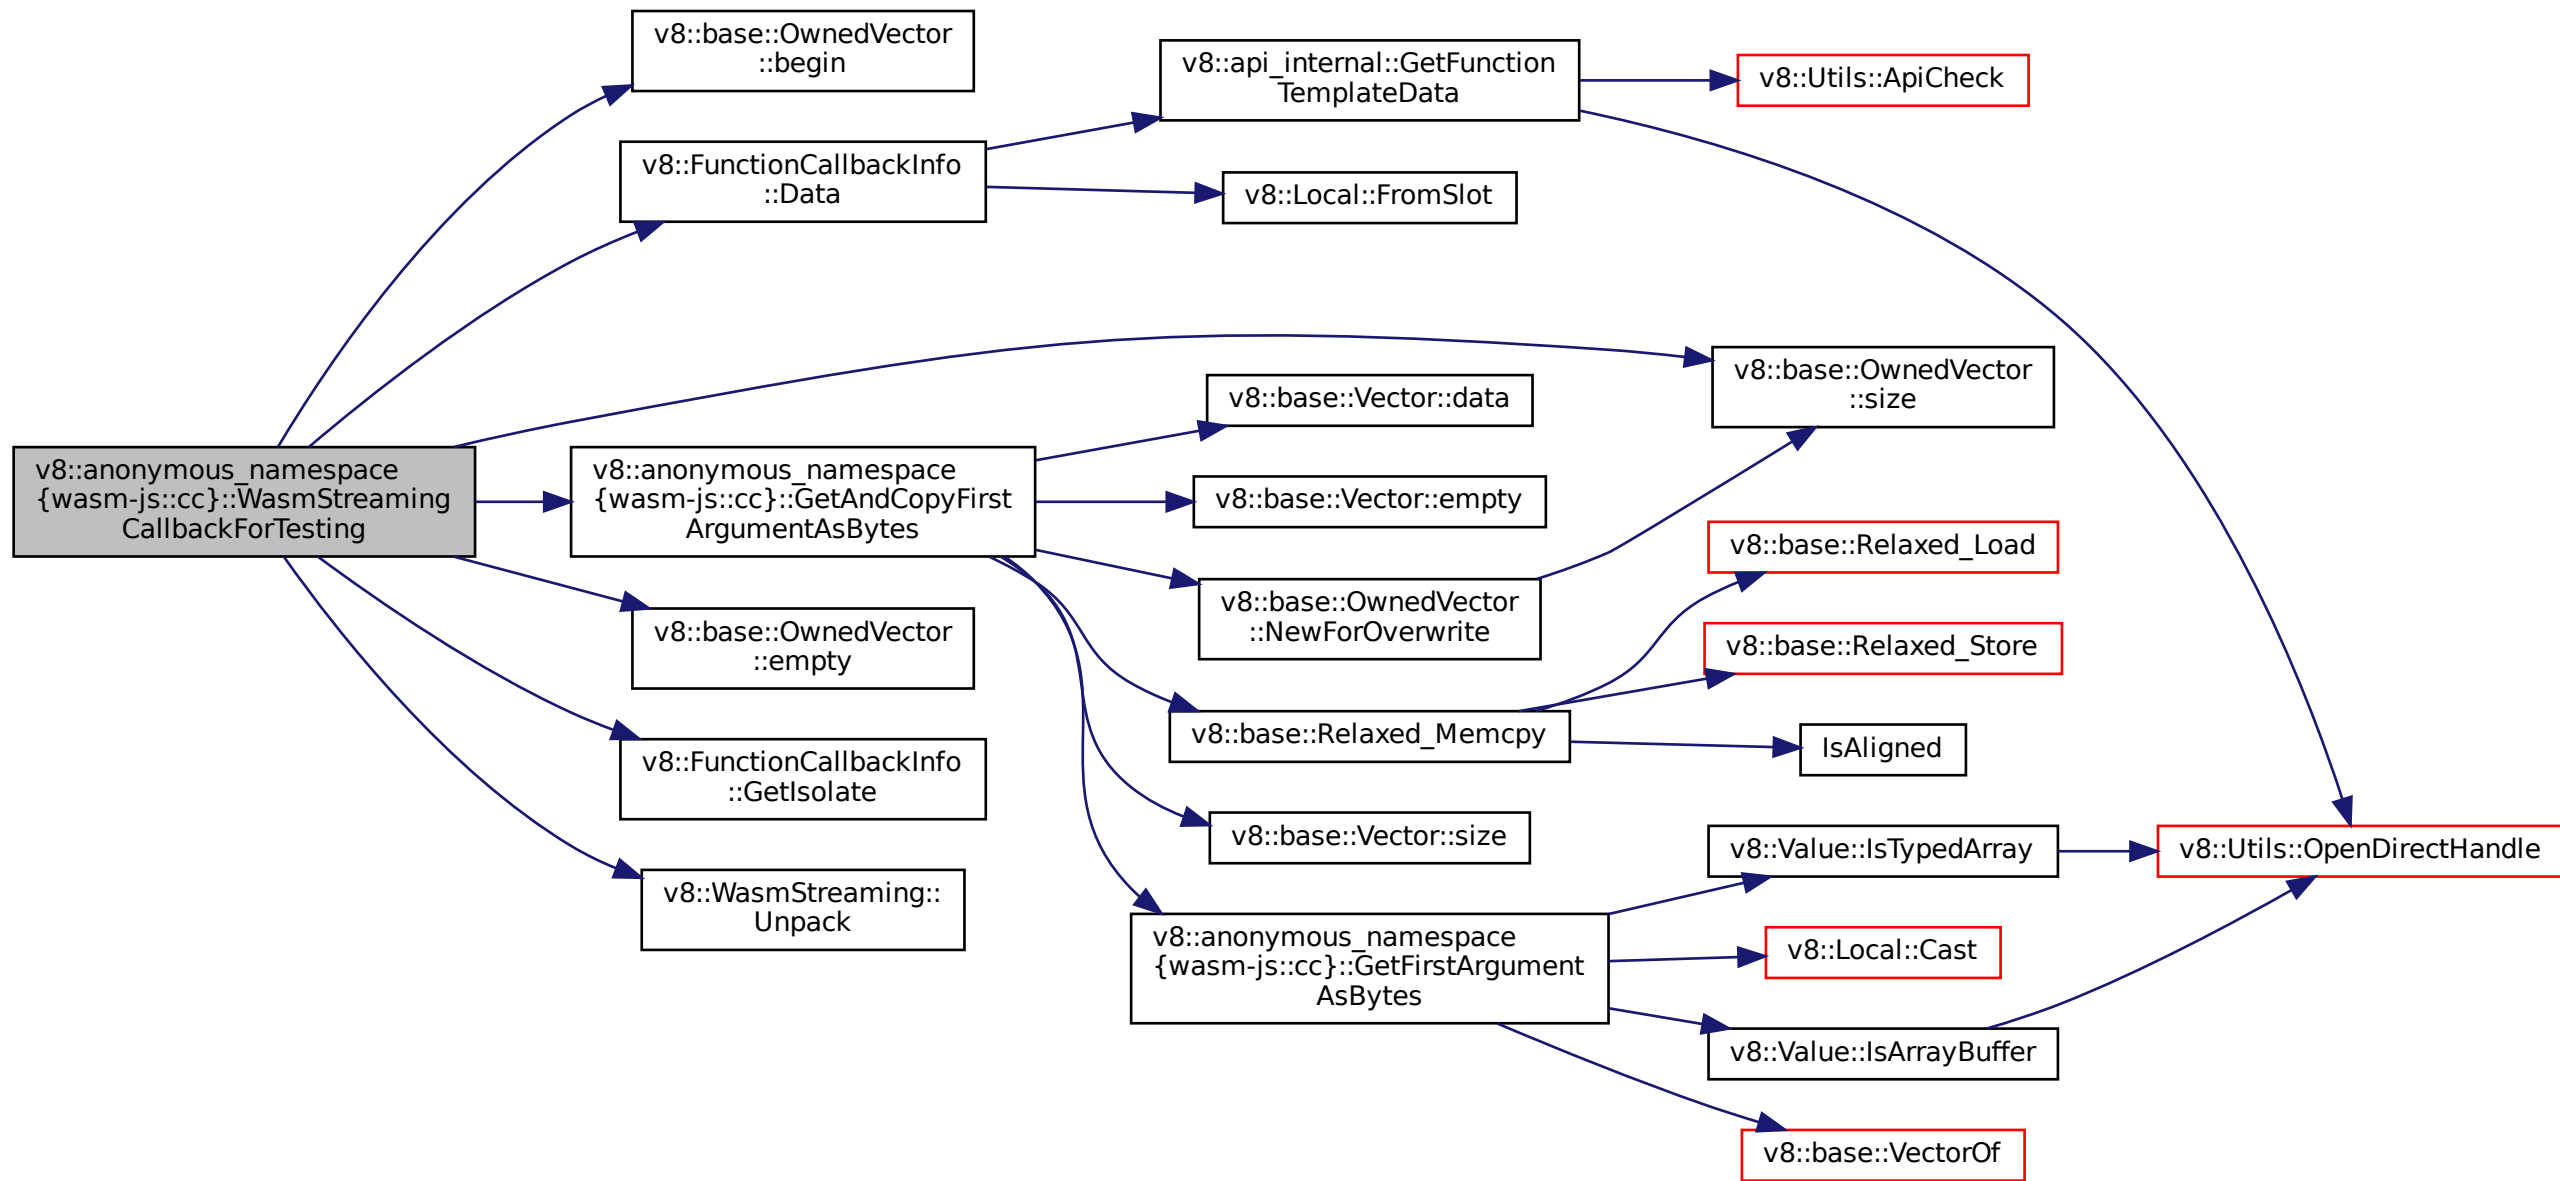 v8::base::OwnedVector
::begin
v8::FunctionCallbackInfo
::Data
v8::api_internal::GetFunction
TemplateData
v8::Utils::ApiCheck
v8::Local::FromSlot
v8::base::OwnedVector
::size
v8::anonymous_namespace
{wasm-js::cc}::WasmStreaming
CallbackForTesting
v8::anonymous_namespace
{wasm-js::cc}::GetAndCopyFirst
ArgumentAsBytes
v8::base::Vector::data
v8::base::Vector::empty
v8::base::OwnedVector
::NewForOverwrite
v8::base::Relaxed_Load
v8::base::Relaxed_Store
v8::base::OwnedVector
::empty
v8::base::Relaxed_Memcpy
IsAligned
v8::FunctionCallbackInfo
::GetIsolate
v8::base::Vector::size
v8::Value::IsTypedArray
v8::Utils::OpenDirectHandle
v8::WasmStreaming::
Unpack
v8::anonymous_namespace
{wasm-js::cc}::GetFirstArgument
AsBytes
v8::Local::Cast
v8::Value::IsArrayBuffer
v8::base::VectorOf